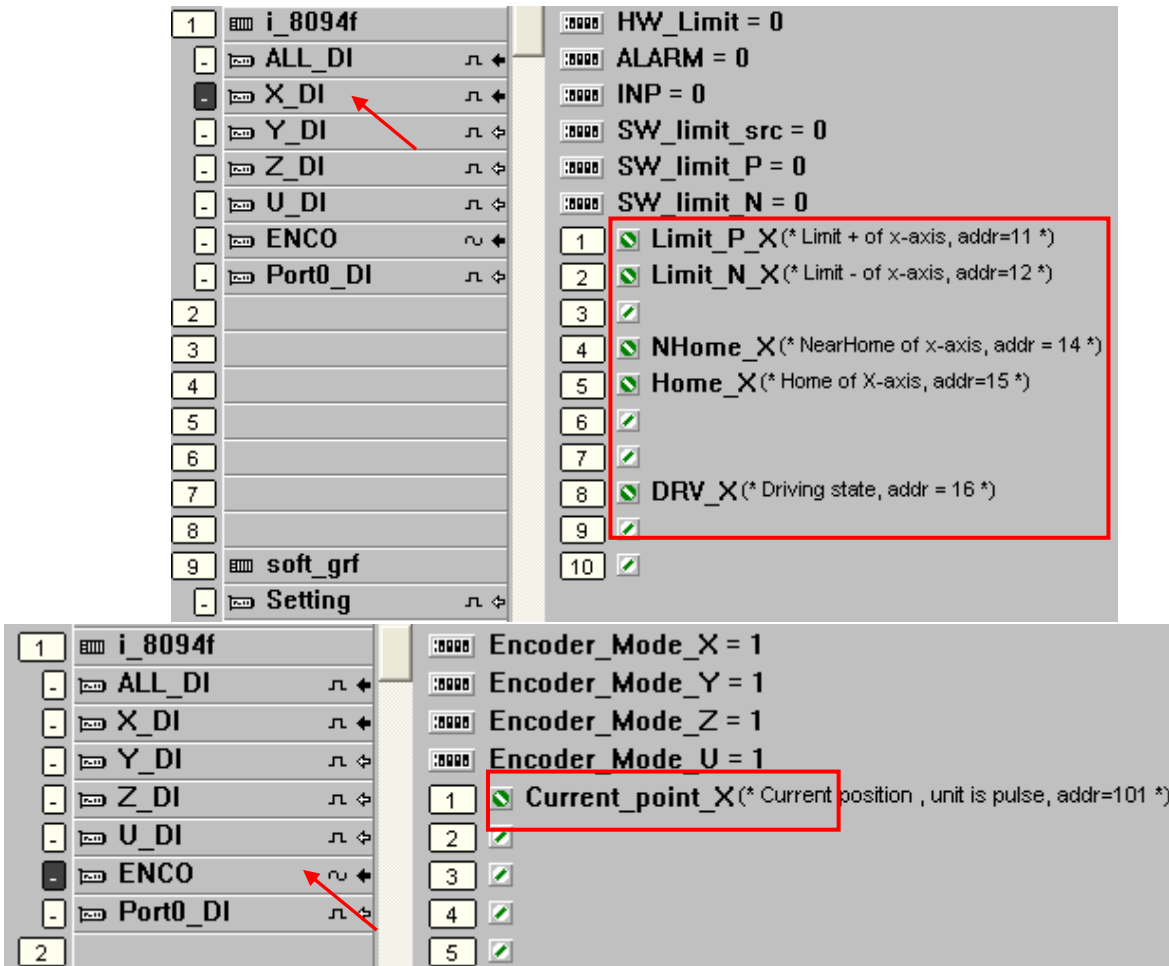 1 i_8094f HW_Limit = 0
- ALL_DI ALARM = 0
- X_DI INP = 0
- Y_DI SW_limit_src = 0
- Z_DI SW_limit_P = 0
- U_DI SW_limit_N = 0
- ENCO 1 Limit_P_X (* Limit + of x-axis, addr=11 *)
- Port0_DI 2 Limit_N_X (* Limit - of x-axis, addr=12 *)
2 3
3 4 NHome_X (* NearHome of x-axis, addr = 14 *)
4 5 Home_X (* Home of X-axis, addr=15 *)
5 6
6 7
7 8 DRV_X (* Driving state, addr = 16 *)
8 9
9 soft_grf 10
- Setting
1 i_8094f Encoder_Mode_X = 1
- ALL_DI Encoder_Mode_Y = 1
- X_DI Encoder_Mode_Z = 1
- Y_DI Encoder_Mode_U = 1
- Z_DI 1 Current_point_X (* Current position , unit is pulse, addr=101 *)
- U_DI 2
- ENCO 3
- Port0_DI 4
2 5